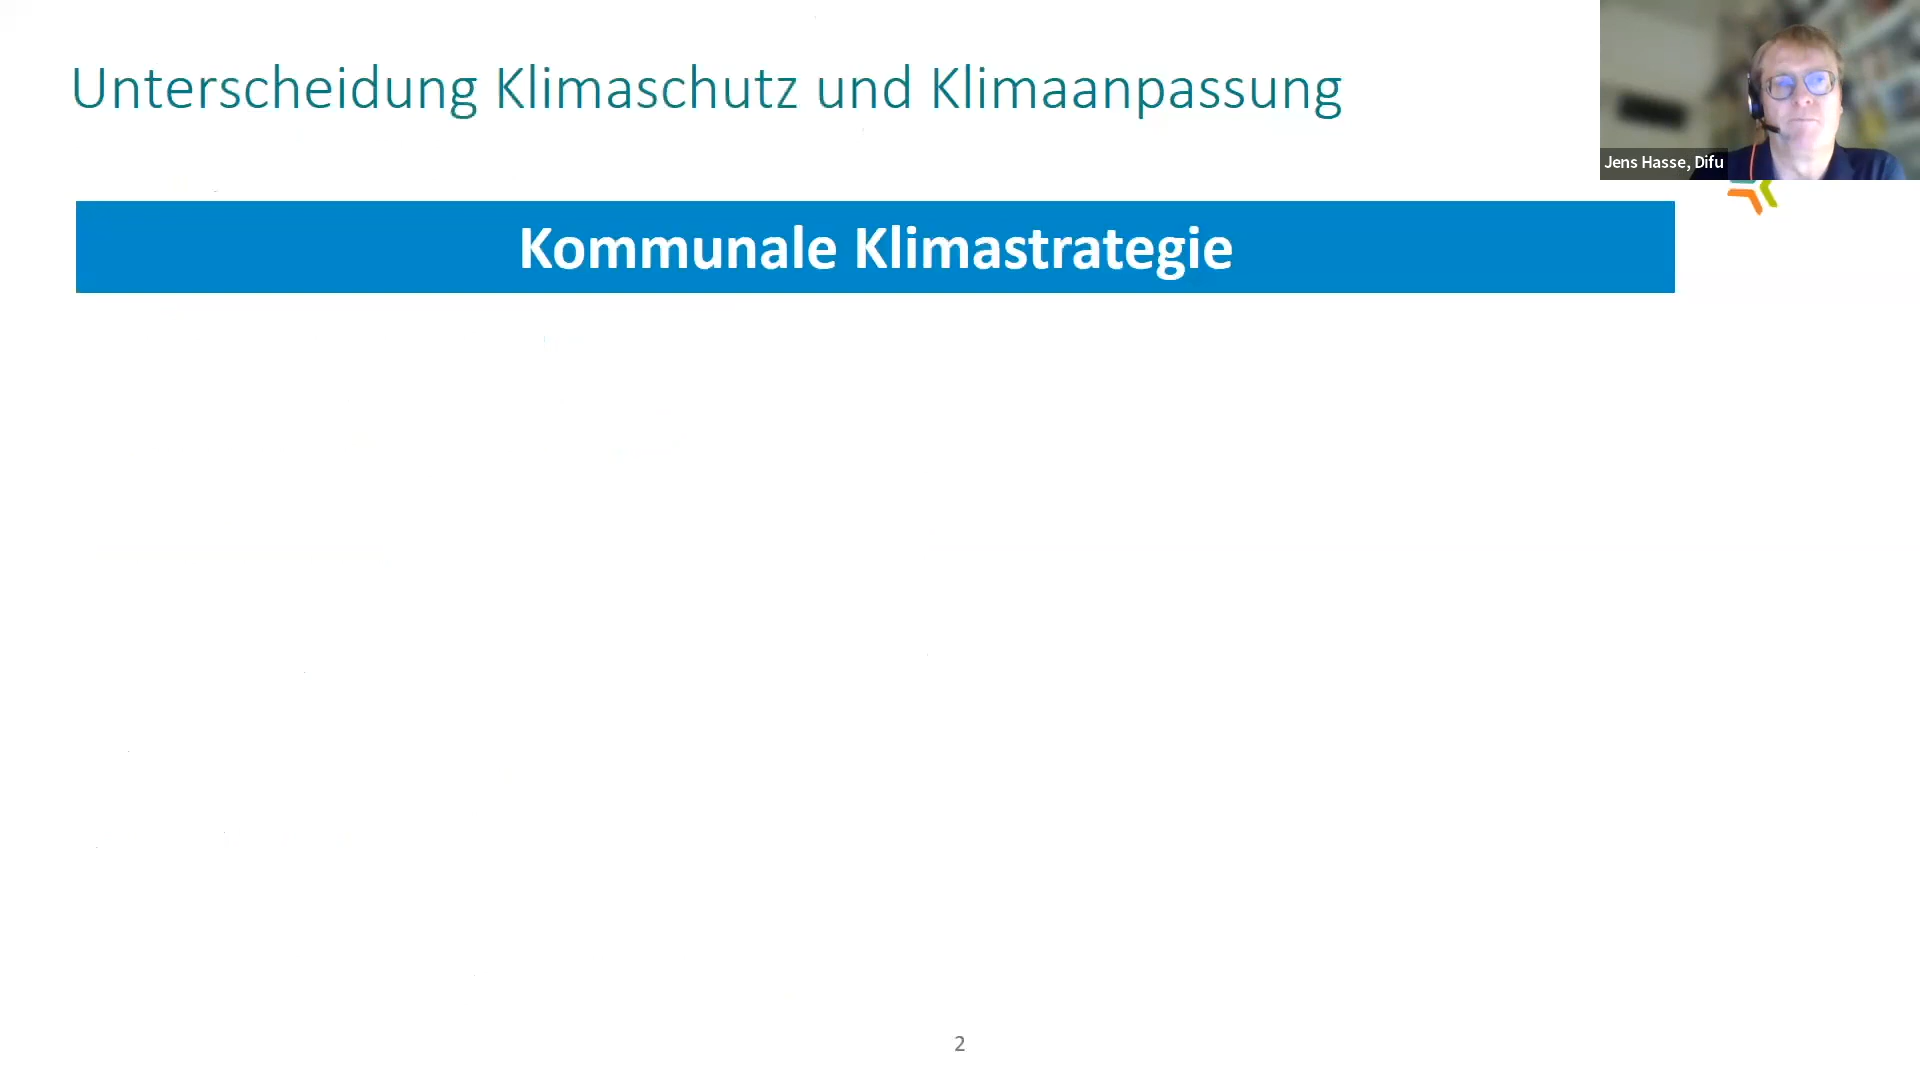 Unterscheidung Klimaschutz und Klimaanpassung
Jens Hasse, Difu
Kommunale Klimastrategie
2